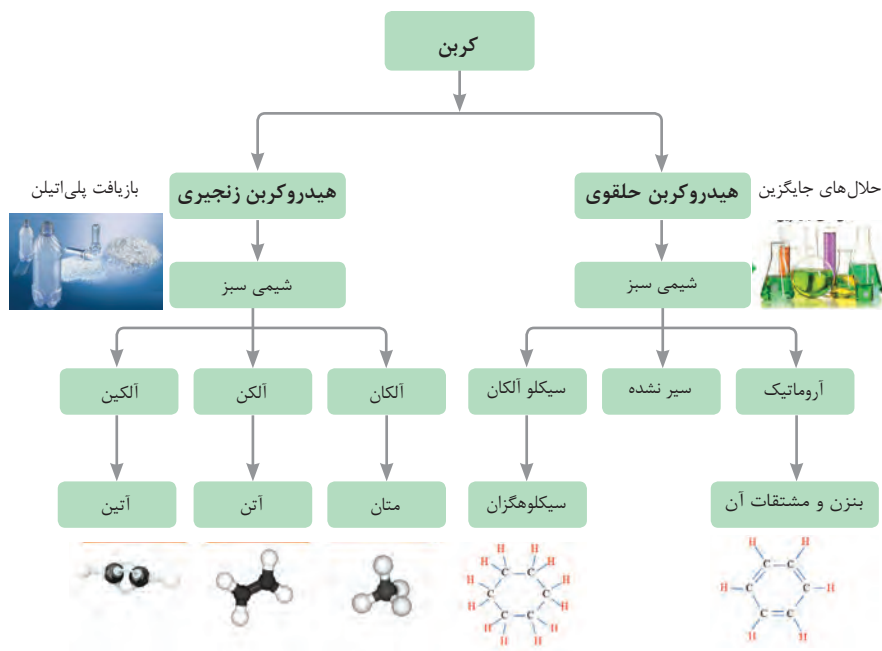 کربن
هیدروکربن حلقوی
هیدروکربن زنجیری
حلال‌های جایگزین
بازیافت پلی‌اتیلن
شیمی سبز
شیمی سبز
آروماتیک
سیر نشده
سیکلو آلکان
آلکان
آلکن
آلکین
بنزن و مشتقات آن
سیکلوهگزان
متان
آتن
آتین
H H
H C C H
H C C H
H C C H
H H
H H
C C
H C C H
C C
H H